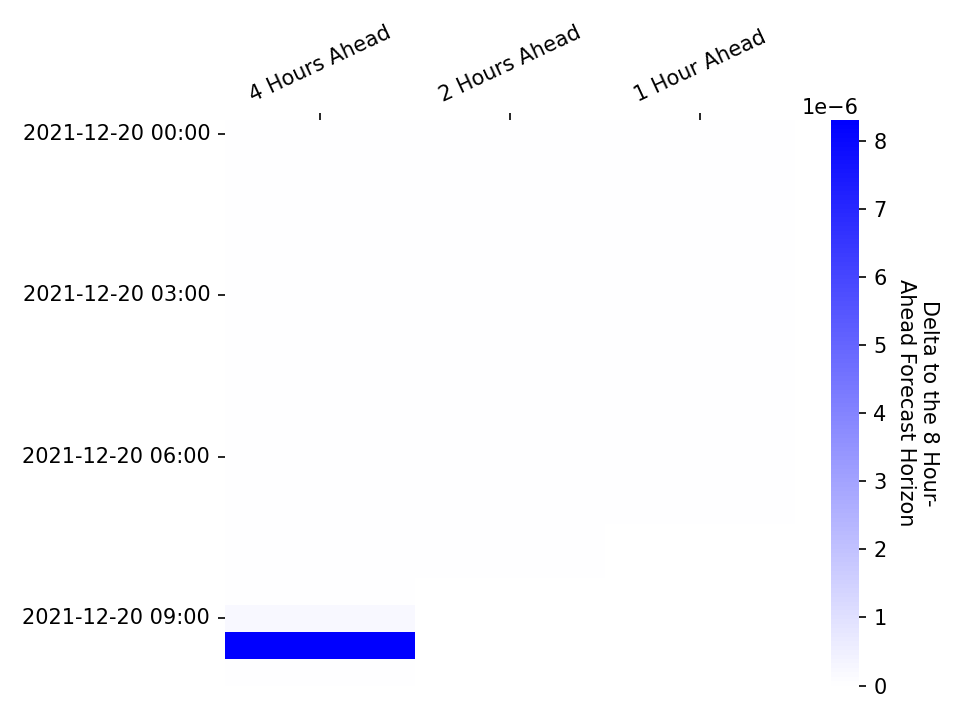 4 Hours Ahead
2 Hours Ahead
1 Hour Ahead
1e−6
2021-12-20 00:00
2021-12-20 03:00
2021-12-20 06:00
2021-12-20 09:00
8
7
6
5
4
3
2
1
0
Delta to the 8 Hour-
Ahead Forecast Horizon